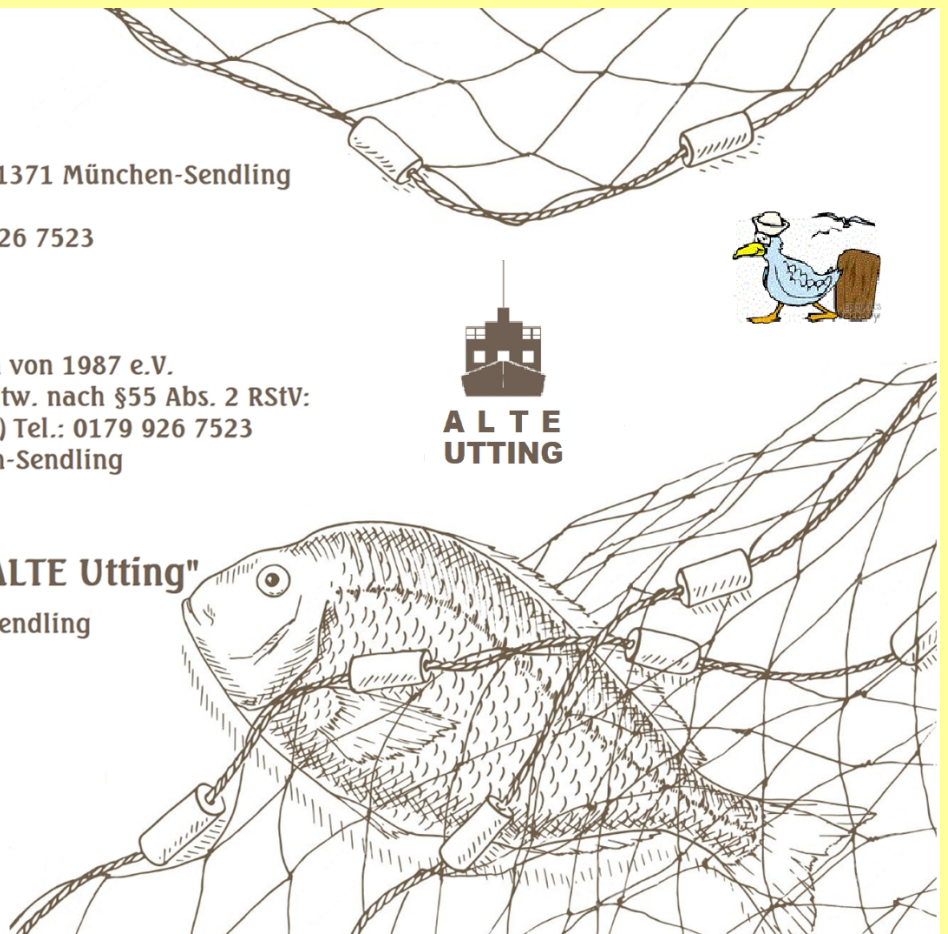 1371 München-Sendling
26 7523
von 1987 e.V.
tw. nach §55 Abs. 2 RStV:
) Tel.: 0179 926 7523
n-Sendling
ALTE
UTTING
ALTE Utting"
endling